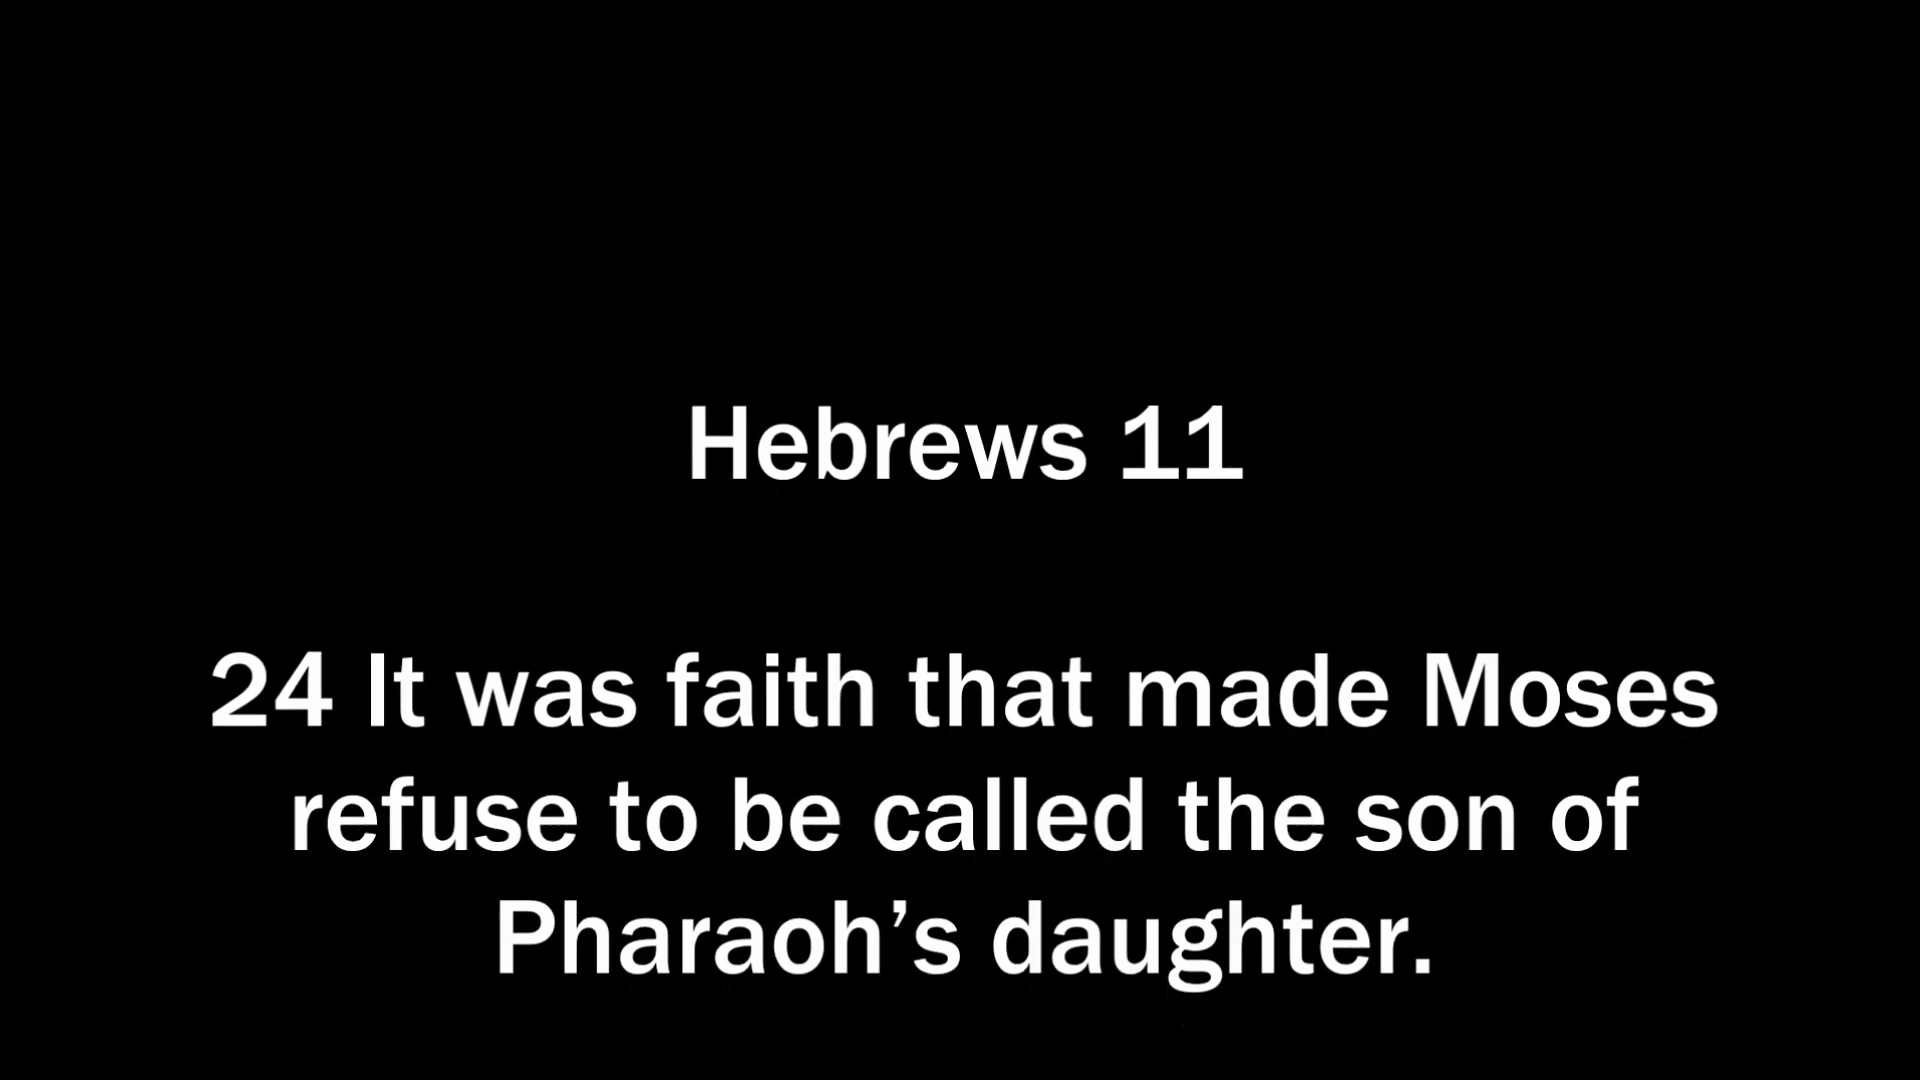 Hebrews 11
24 It was faith that made Moses
refuse to be called the son of
Pharaoh’s daughter.